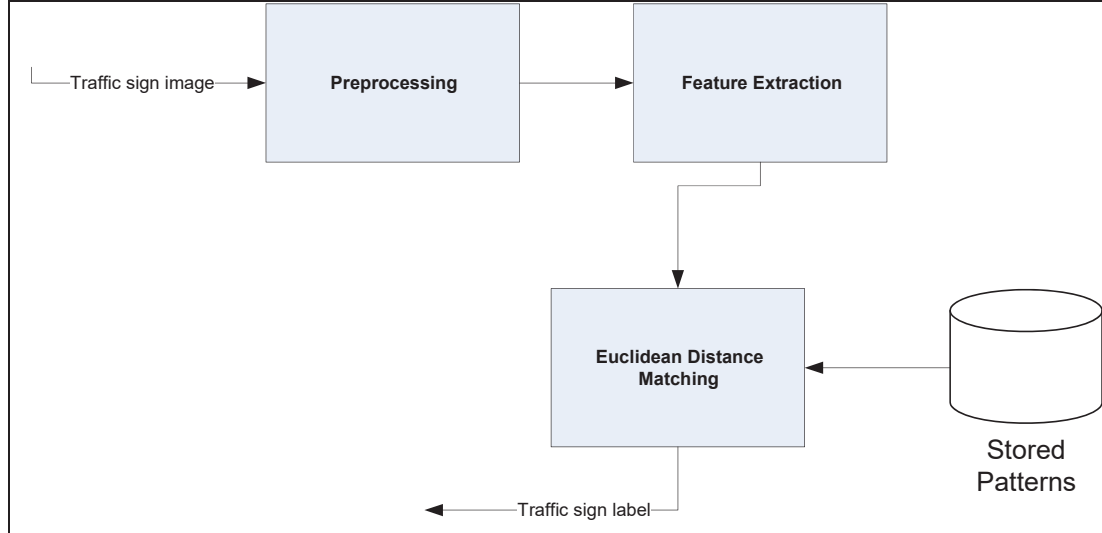 Traffic sign image
Preprocessing
Feature Extraction
Euclidean Distance
Matching
Stored
Patterns
Traffic sign label